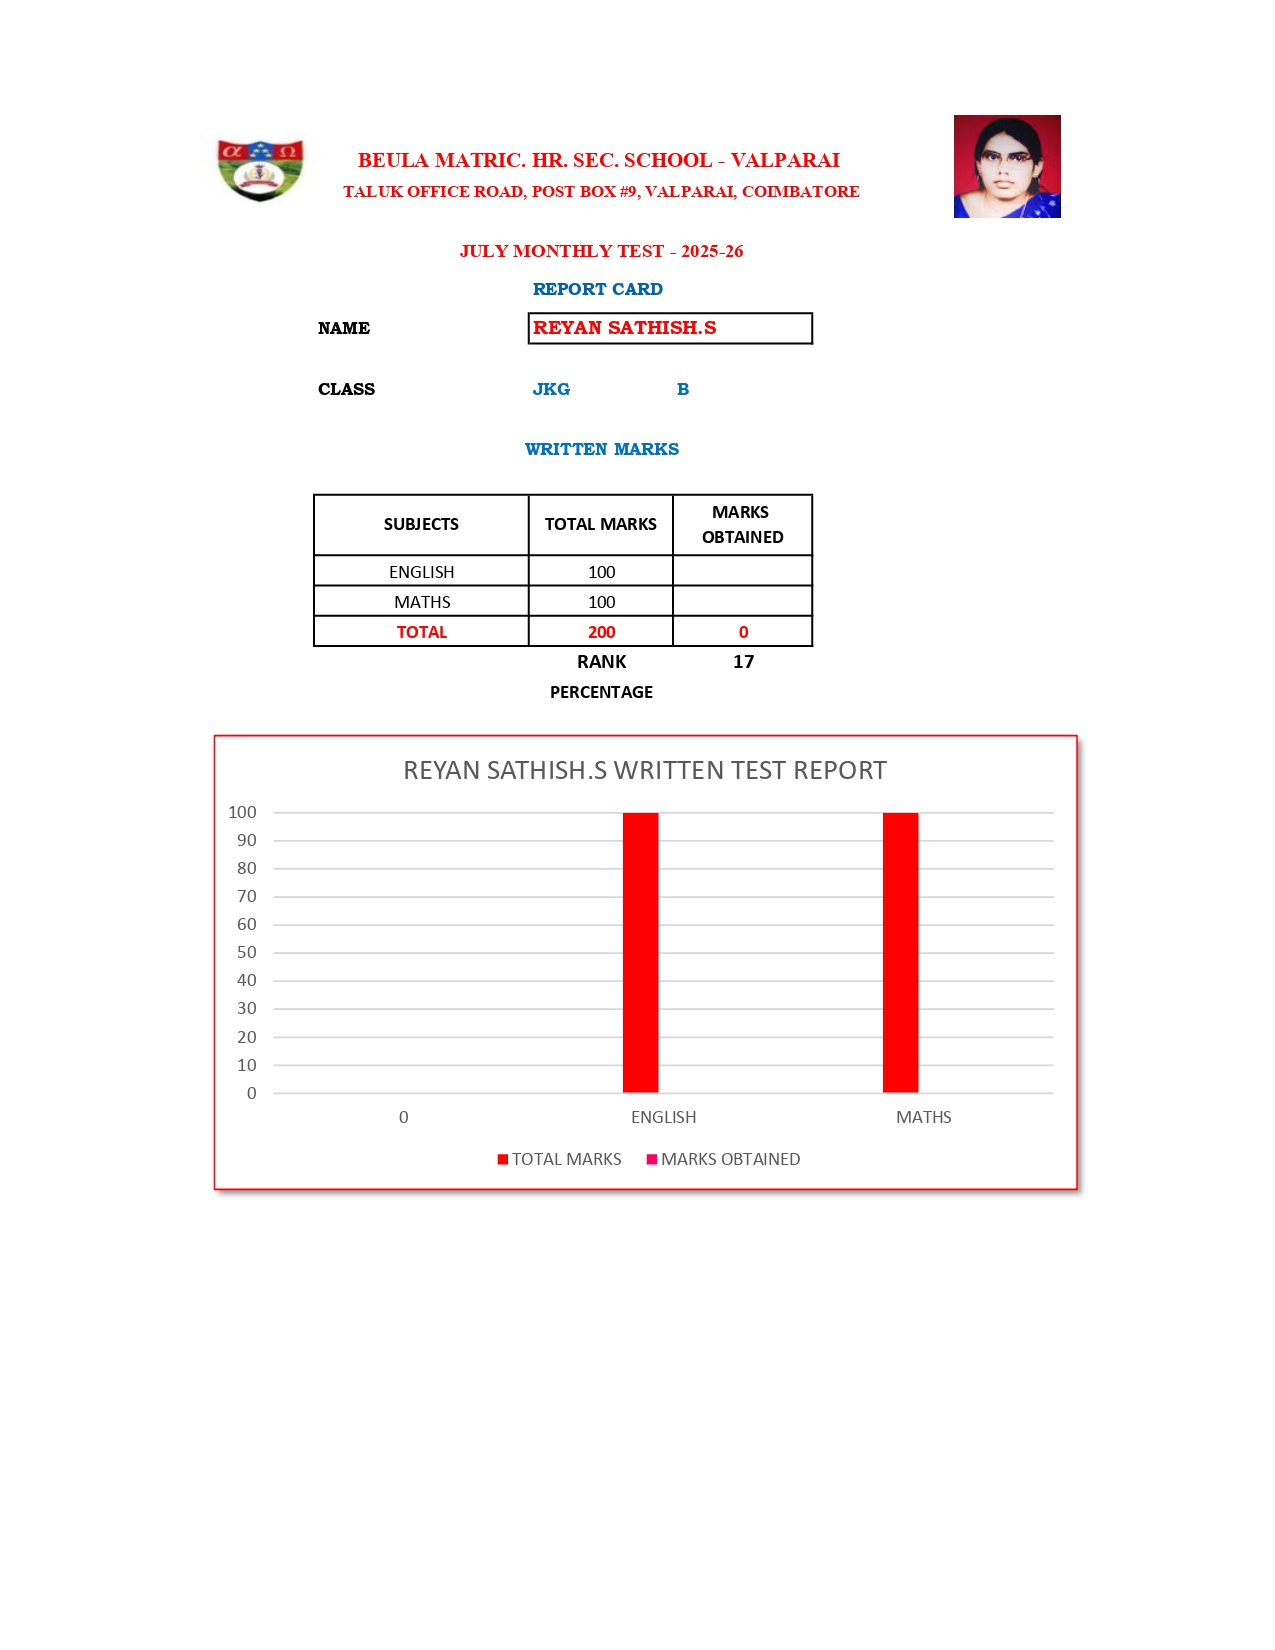 α Ω
BEULA MATRIC. HR. SEC. SCHOOL - VALPARAI
TALUK OFFICE ROAD, POST BOX #9, VALPARAI, COIMBATORE
JULY MONTHLY TEST - 2025-26
REPORT CARD
NAME REYAN SATHISH.S
CLASS JKG B
WRITTEN MARKS
SUBJECTS TOTAL MARKS MARKS OBTAINED
ENGLISH 100
MATHS 100
TOTAL 200 0
RANK 17
PERCENTAGE
REYAN SATHISH.S WRITTEN TEST REPORT
100
90
80
70
60
50
40
30
20
10
0
0 ENGLISH MATHS
TOTAL MARKS MARKS OBTAINED